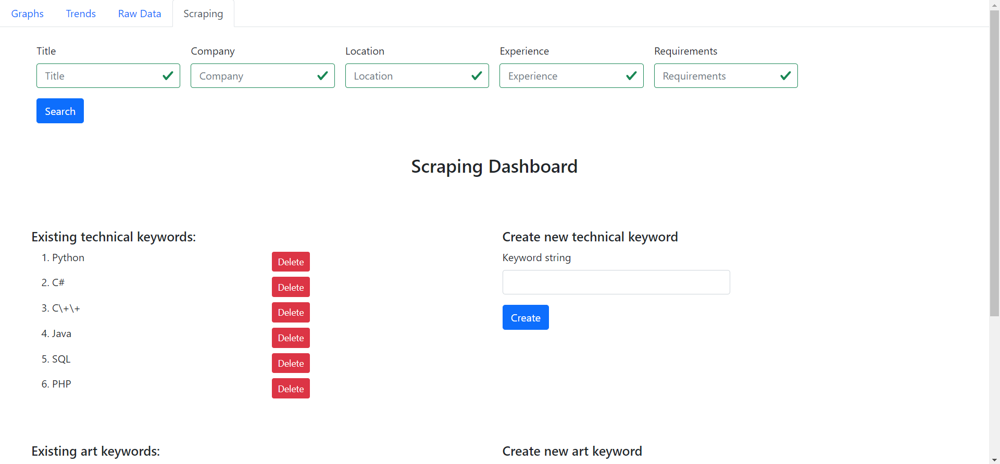 Graphs Trends Raw Data Scraping
Title Company Location Experience Requirements
Title Company Location Experience Requirements
Search
Scraping Dashboard
Existing technical keywords:
1. Python Delete
2. C# Delete
3. C\+\+ Delete
4. Java Delete
5. SQL Delete
6. PHP Delete
Create new technical keyword
Keyword string
Create
Existing art keywords:
Create new art keyword